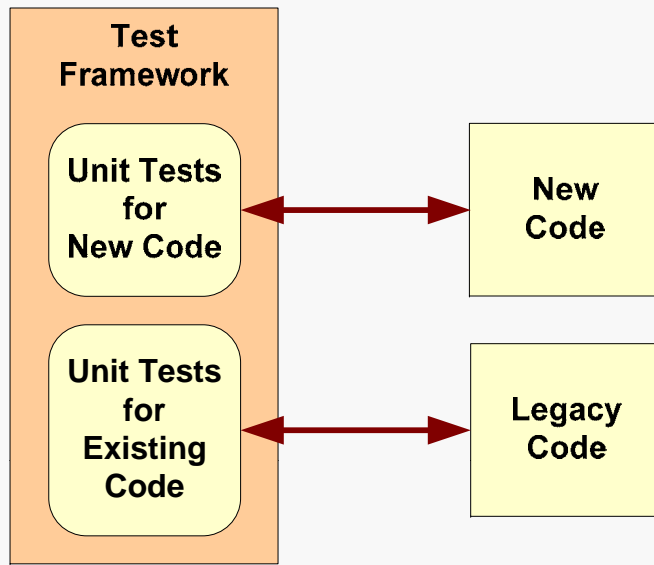 Test
Framework
Unit Tests
for
New Code
New
Code
Unit Tests
for
Existing
Code
Legacy
Code